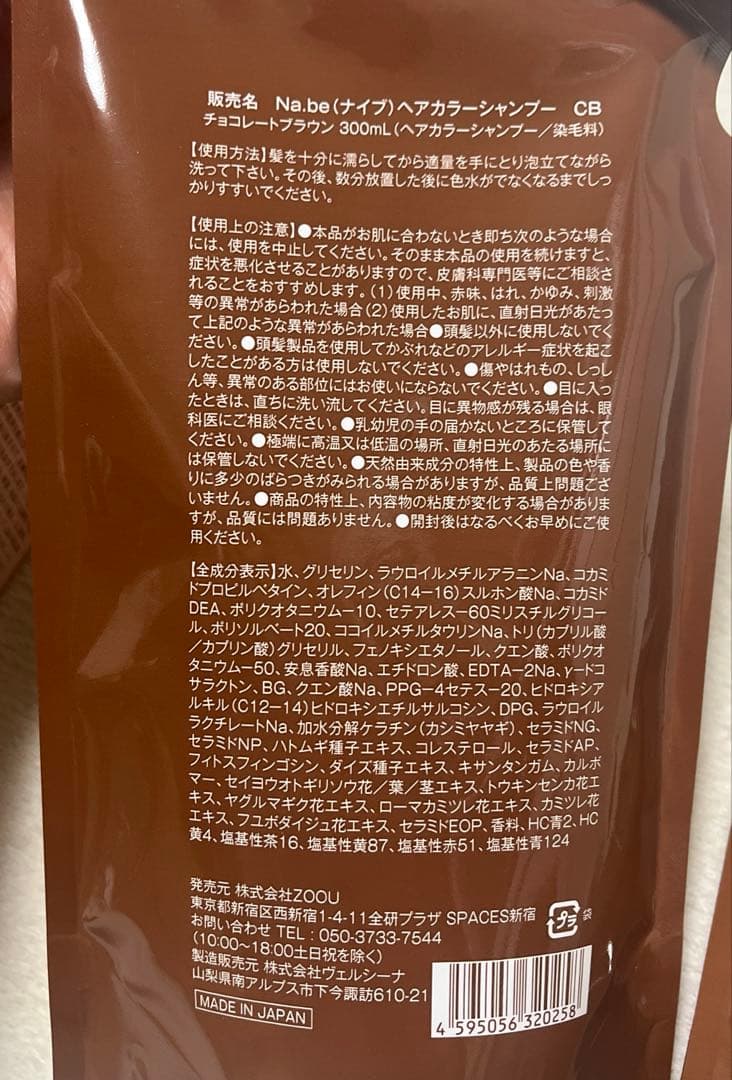 販売名 Na.be(ナイブ)ヘアカラーシャンプー CB
チョコレートブラウン 300mL(ヘアカラーシャンプー/染毛料)
【使用方法】髪を十分に濡らしてから適量を手にとり泡立てながら
洗って下さい。その後、数分放置した後に色水がでなくなるまでしっ
かりすすいでください。
【使用上の注意】●本品がお肌に合わないとき即ち次のような場合
には、使用を中止してください。そのまま本品の使用を続けますと、
症状を悪化させることがありますので、皮膚科専門医等にご相談さ
れることをおすすめします。(1)使用中、赤味、はれ、かゆみ、刺激
等の異常があらわれた場合(2)使用したお肌に、直射日光があたっ
て上記のような異常があらわれた場合●頭髪以外に使用しないでく
ださい。●頭髪製品を使用してかぶれなどのアレルギー症状を起こ
したことがある方は使用しないでください。●傷やはれもの、しっし
ん等、異常のある部位にはお使いにならないでください。●目に入っ
たときは、直ちに洗い流してください。目に異物感が残る場合は、眼
科医にご相談ください。●乳幼児の手の届かないところに保管して
ください。●極端に高温又は低温の場所、直射日光のあたる場所に
は保管しないでください。●天然由来成分の特性上、製品の色や香
りに多少のばらつきがみられる場合がありますが、品質上問題ござ
いません。●商品の特性上、内容物の粘度が変化する場合がありま
すが、品質には問題ありません。●開封後はなるべくお早めにご使
用ください。
【全成分表示】水、グリセリン、ラウロイルメチルアラニンNa、コカミ
ドプロピルベタイン、オレフィン(C14-16)スルホン酸Na、コカミド
DEA、ポリクオタニウム-10、セテアレス-60ミリスチルグリコー
ル、ポリソルベート20、ココイルメチルタウリンNa、トリ(カプリル酸
/カプリン酸)グリセリル、フェノキシエタノール、クエン酸、ポリクオ
タニウム-50、安息香酸Na、エチドロン酸、EDTA-2Na、γ-ドコ
サラクトン、BG、クエン酸Na、PPG-4セテス-20、ヒドロキシア
ルキル(C12-14)ヒドロキシエチルサルコシン、DPG、ラウロイル
ラクチレートNa、加水分解ケラチン(カシミヤヤギ)、セラミドNG、
セラミドNP、ハトムギ種子エキス、コレステロール、セラミドAP、
フィトスフィンゴシン、ダイズ種子エキス、キサンタンガム、カルボ
マー、セイヨウオトギリソウ花/葉/茎エキス、トウキンセンカ花エ
キス、ヤグルマギク花エキス、ローマカミツレ花エキス、カミツレ花
エキス、フユボダイジュ花エキス、セラミドEOP、香料、HC青2、HC
黄4、塩基性茶16、塩基性黄87、塩基性赤51、塩基性青124
発売元 株式会社ZOOU
東京都新宿区西新宿1-4-11全研プラザ SPACES新宿
お問い合わせ TEL:050-3733-7544
(10:00~18:00土日祝を除く)
製造販売元 株式会社ヴェルシーナ
山梨県南アルプス市下今諏訪610-21
MADE IN JAPAN
プラ 袋
4 595056 320258